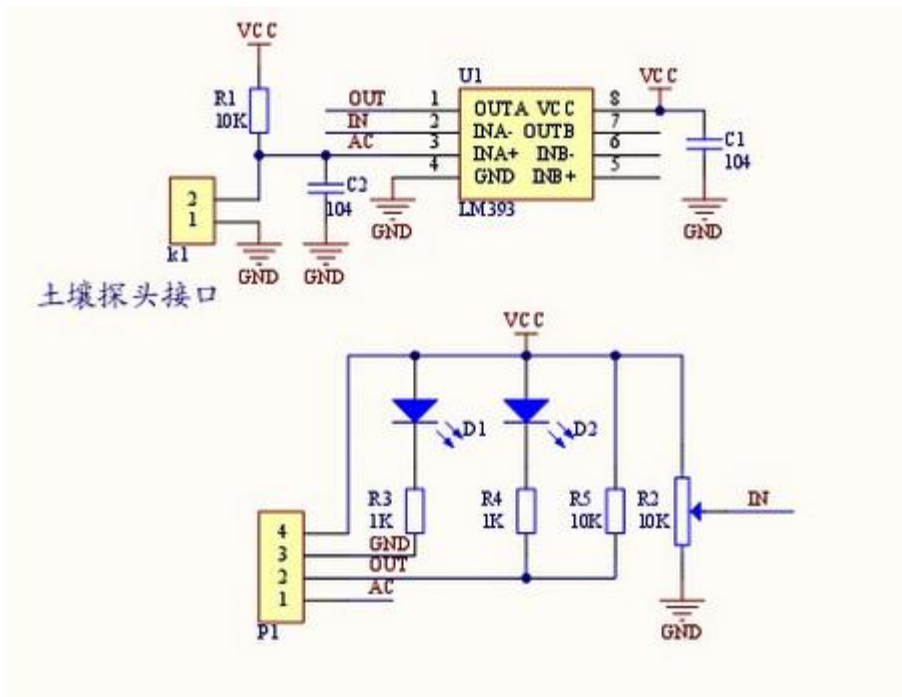 VCC
R1
10K
OUT
IN
AC
C2
104
GND
GND
GND
2
1
k1
土壤探头接口
U1
1 OUTA VCC 8
2 INA- OUTB 7
3 INA+ INB- 6
4 GND INB+ 5
LM393
VCC
C1
104
GND
VCC
D1
D2
R3
1K
R4
1K
R5
10K
R2
10K
IN
GND
4
3
2
1
GND
OUT
AC
P1